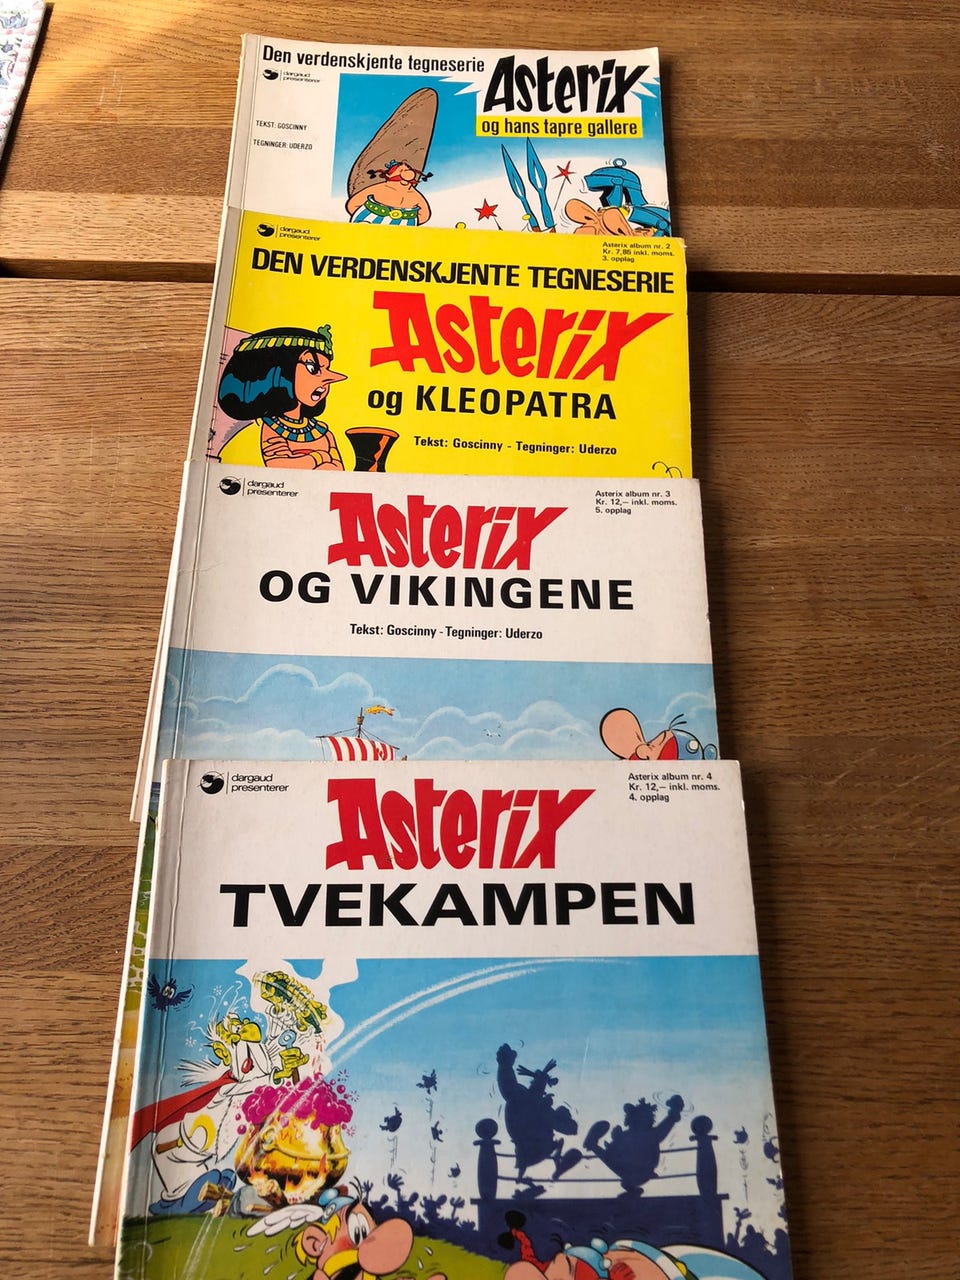 Den verdenskjente tegneserie
dargaud
presenterer
Asterix
og hans tapre gallere
TEKST: GOSCINNY
TEGNINGER: UDERZO
dargaud
presenterer
Asterix album nr. 2
Kr. 7,85 inkl. moms.
3. opplag
DEN VERDENSKJENTE TEGNESERIE
Asterix
og KLEOPATRA
Tekst: Goscinny - Tegninger: Uderzo
dargaud
presenterer
Asterix album nr. 3
Kr. 12,– inkl. moms.
5. opplag
Asterix
OG VIKINGENE
Tekst: Goscinny - Tegninger: Uderzo
dargaud
presenterer
Asterix album nr. 4
Kr. 12,– inkl. moms.
4. opplag
Asterix
TVEKAMPEN